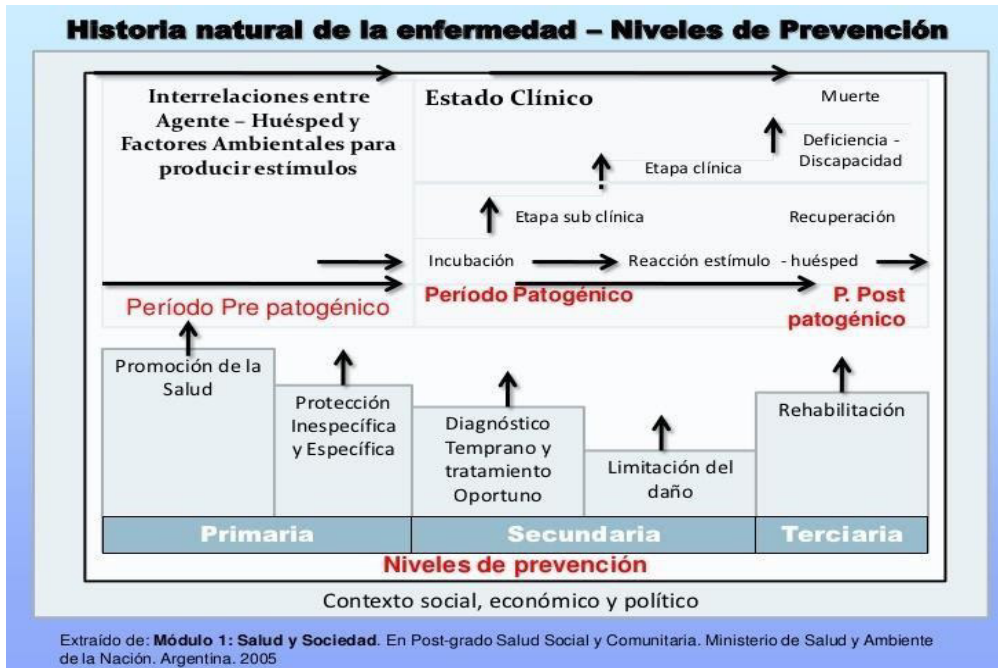 Historia natural de la enfermedad – Niveles de Prevención
Interrelaciones entre
Agente – Huésped y
Factores Ambientales para
producir estímulos
Estado Clínico
Muerte
Deficiencia -
Discapacidad
Etapa clínica
Etapa sub clínica
Recuperación
Incubación
Reacción estímulo - huésped
Período Pre patogénico
Período Patogénico
P. Post
patogénico
Promoción de la
Salud
Protección
Inespecífica
y Específica
Diagnóstico
Temprano y
tratamiento
Oportuno
Limitación del
daño
Rehabilitación
Primaria
Secundaria
Terciaria
Niveles de prevención
Contexto social, económico y político
Extraído de: Módulo 1: Salud y Sociedad. En Post-grado Salud Social y Comunitaria. Ministerio de Salud y Ambiente
de la Nación. Argentina. 2005